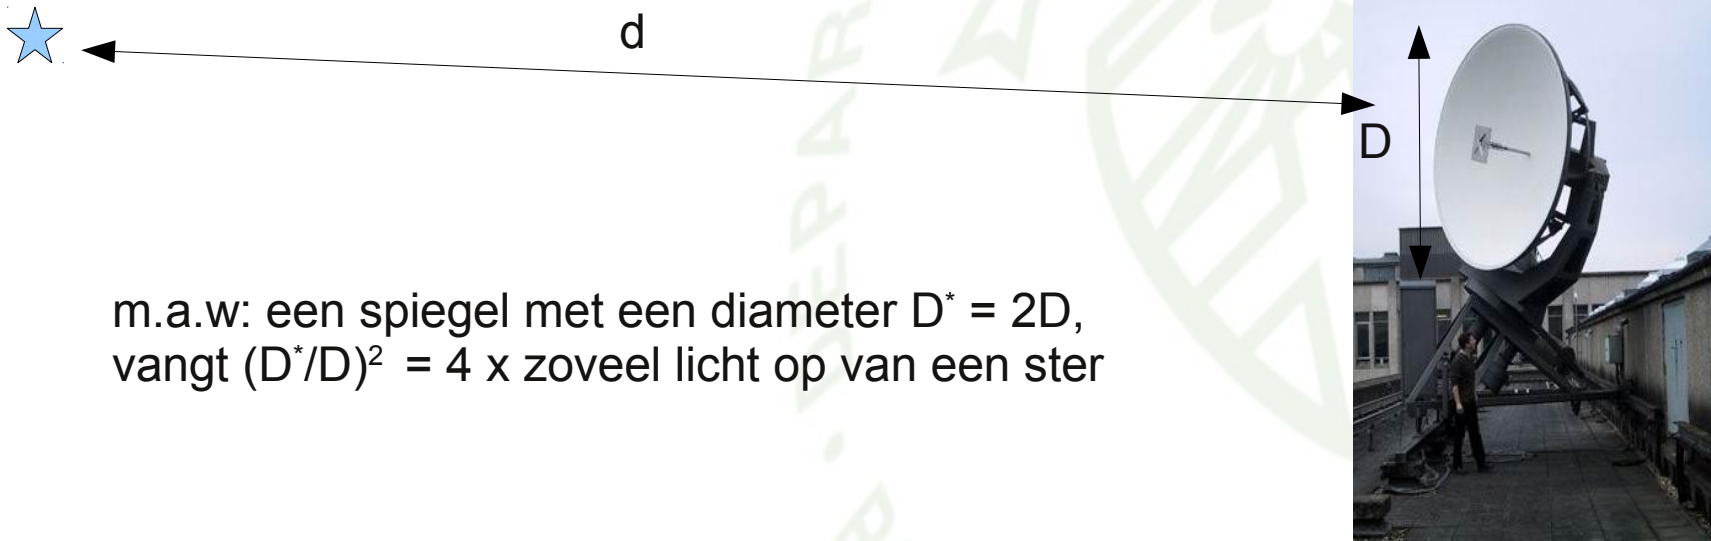 d
D
m.a.w: een spiegel met een diameter D* = 2D,
vangt (D*/D)² = 4 x zoveel licht op van een ster